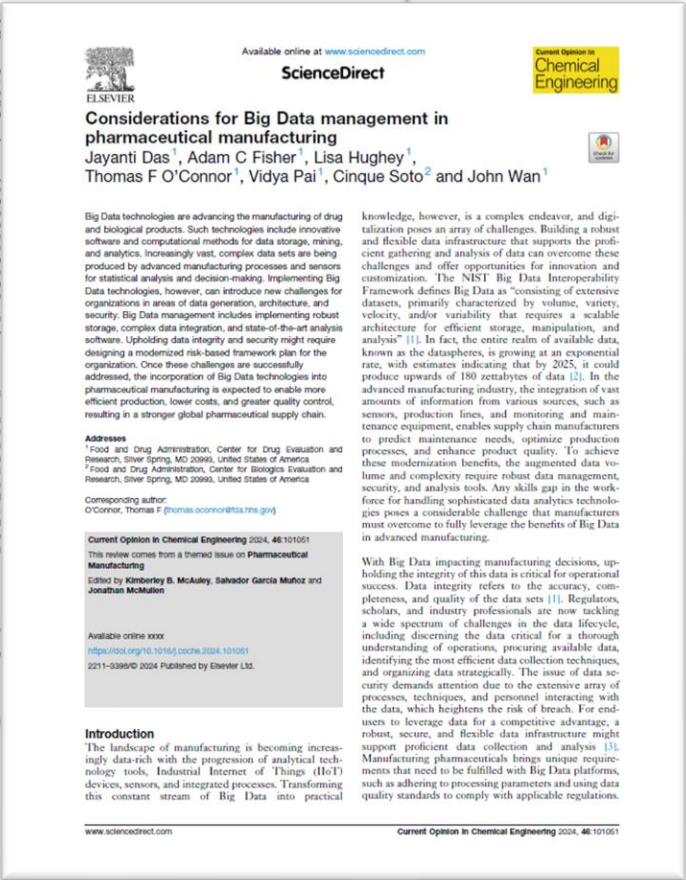 Available online at www.sciencedirect.com
ScienceDirect
ELSEVIER
Current Opinion in
Chemical
Engineering
Considerations for Big Data management in
pharmaceutical manufacturing
Jayanti Das1, Adam C Fisher1, Lisa Hughey1,
Thomas F O'Connor1, Vidya Pai1, Cinque Soto2 and John Wan1
Check for
updates
Big Data technologies are advancing the manufacturing of drug
and biological products. Such technologies include innovative
software and computational methods for data storage, mining,
and analytics. Increasingly vast, complex data sets are being
produced by advanced manufacturing processes and sensors
for statistical analysis and decision-making. Implementing Big
Data technologies, however, can introduce new challenges for
organizations in areas of data generation, architecture, and
security. Big Data management includes implementing robust
storage, complex data integration, and state-of-the-art analysis
software. Upholding data integrity and security might require
designing a modernized risk-based framework plan for the
organization. Once these challenges are successfully
addressed, the incorporation of Big Data technologies into
pharmaceutical manufacturing is expected to enable more
efficient production, lower costs, and greater quality control,
resulting in a stronger global pharmaceutical supply chain.
Addresses
1 Food and Drug Administration, Center for Drug Evaluation and
Research, Silver Spring, MD 20993, United States of America
2 Food and Drug Administration, Center for Biologics Evaluation and
Research, Silver Spring, MD 20993, United States of America
Corresponding author:
O'Connor, Thomas F (thomas.oconnor@fda.hhs.gov)
Current Opinion in Chemical Engineering 2024, 46:101051
This review comes from a themed issue on Pharmaceutical
Manufacturing
Edited by Kimberley B. McAuley, Salvador García Muñoz and
Jonathan McMullen
Available online xxxx
https://doi.org/10.1016/j.coche.2024.101051
2211-3398/© 2024 Published by Elsevier Ltd.
Introduction
The landscape of manufacturing is becoming increas-
ingly data-rich with the progression of analytical tech-
nology tools, Industrial Internet of Things (IIoT)
devices, sensors, and integrated processes. Transforming
this constant stream of Big Data into practical
knowledge, however, is a complex endeavor, and digi-
talization poses an array of challenges. Building a robust
and flexible data infrastructure that supports the profi-
cient gathering and analysis of data can overcome these
challenges and offer opportunities for innovation and
customization. The NIST Big Data Interoperability
Framework defines Big Data as "consisting of extensive
datasets, primarily characterized by volume, variety,
velocity, and/or variability that requires a scalable
architecture for efficient storage, manipulation, and
analysis" [1]. In fact, the entire realm of available data,
known as the dataspheres, is growing at an exponential
rate, with estimates indicating that by 2025, it could
produce upwards of 180 zettabytes of data [2]. In the
advanced manufacturing industry, the integration of vast
amounts of information from various sources, such as
sensors, production lines, and monitoring and main-
tenance equipment, enables supply chain manufacturers
to predict maintenance needs, optimize production
processes, and enhance product quality. To achieve
these modernization benefits, the augmented data vo-
lume and complexity require robust data management,
security, and analysis tools. Any skills gap in the work-
force for handling sophisticated data analytics technolo-
gies poses a considerable challenge that manufacturers
must overcome to fully leverage the benefits of Big Data
in advanced manufacturing.
With Big Data impacting manufacturing decisions, up-
holding the integrity of this data is critical for operational
success. Data integrity refers to the accuracy, com-
pleteness, and quality of the data sets [1]. Regulators,
scholars, and industry professionals are now tackling
a wide spectrum of challenges in the data lifecycle,
including discerning the data critical for a thorough
understanding of operations, procuring available data,
identifying the most efficient data collection techniques,
and organizing data strategically. The issue of data se-
curity demands attention due to the extensive array of
processes, techniques, and personnel interacting with
the data, which heightens the risk of breach. For end-
users to leverage data for a competitive advantage, a
robust, secure, and flexible data infrastructure might
support proficient data collection and analysis [3].
Manufacturing pharmaceuticals brings unique require-
ments that need to be fulfilled with Big Data platforms,
such as adhering to processing parameters and using data
quality standards to comply with applicable regulations.
www.sciencedirect.com
Current Opinion in Chemical Engineering 2024, 46:101051